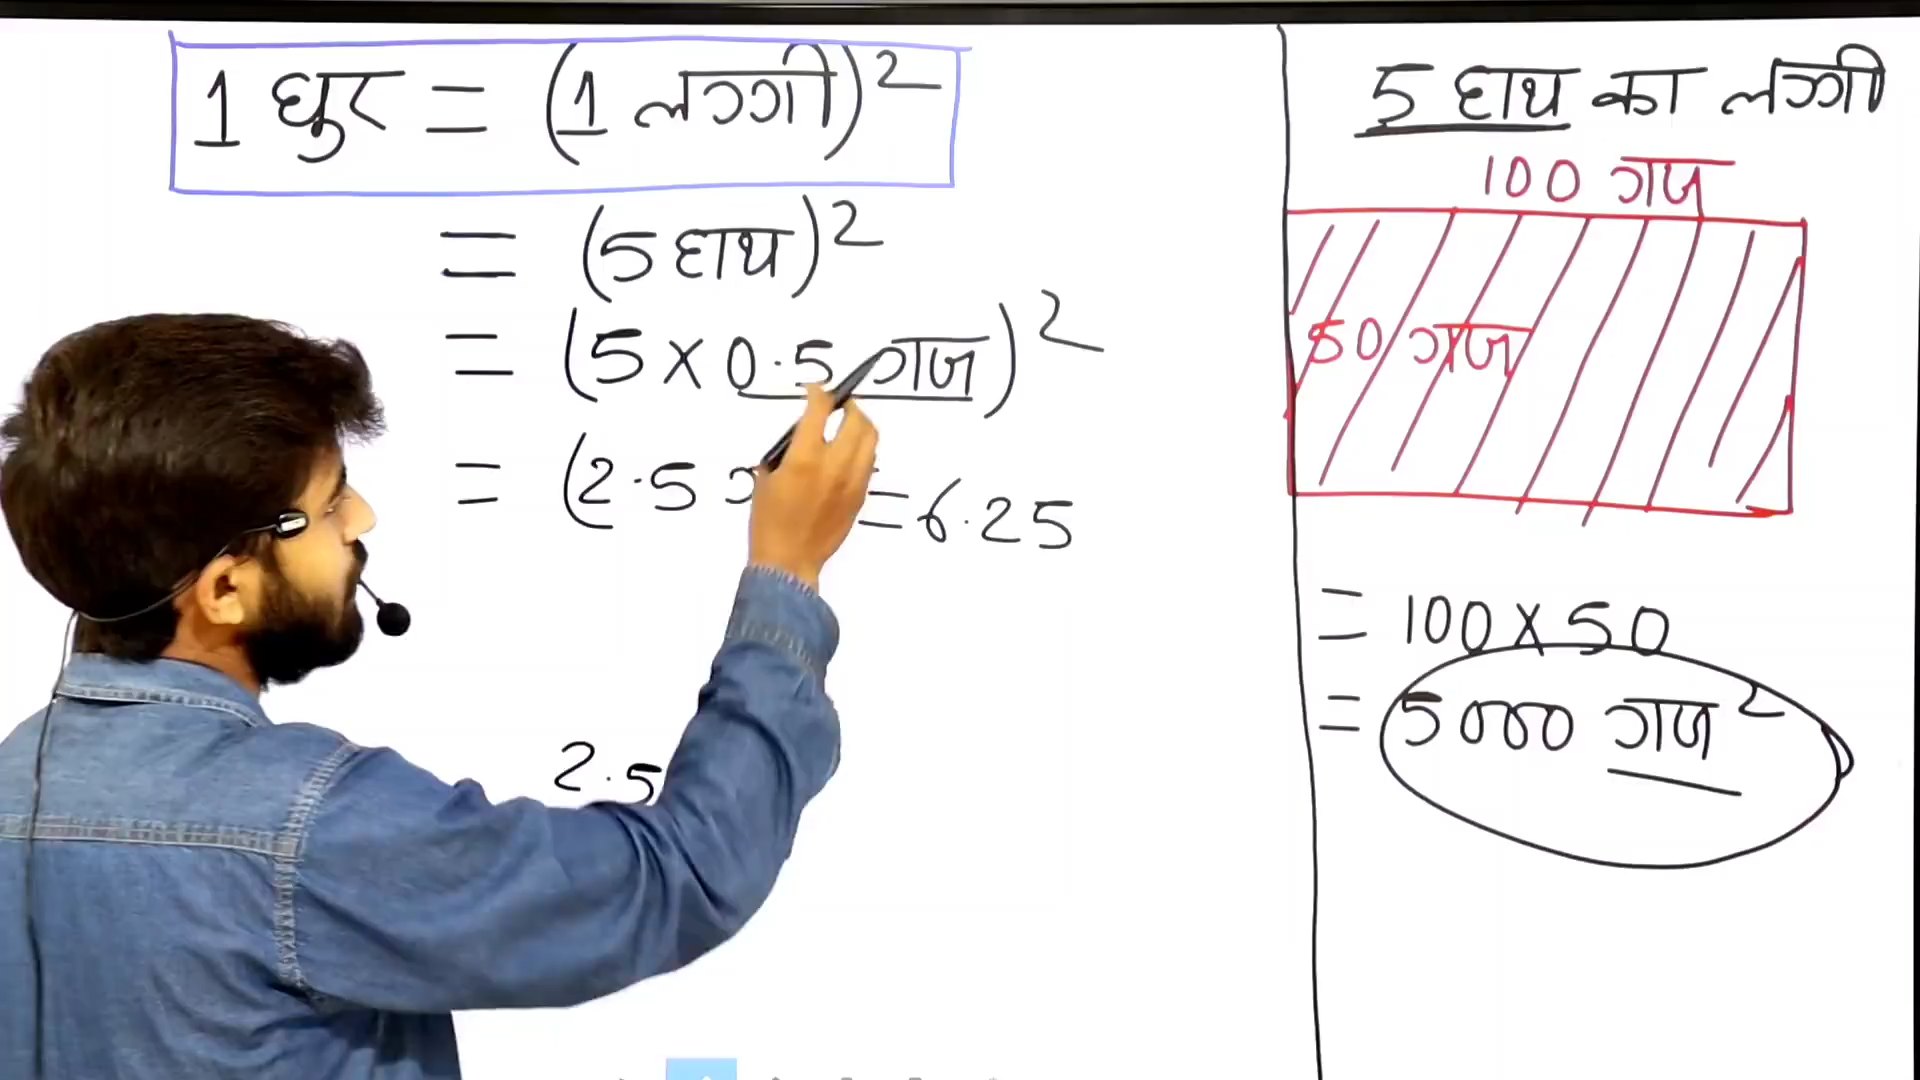 1 धुर = (1 लग्गी)²
= (5 हाथ)²
= (5 × 0.5 गज)²
= (2.5
= 6.25
2.5
5 हाथ का लग्गी
100 गज
50 गज
= 100 × 50
= 5000 गज²